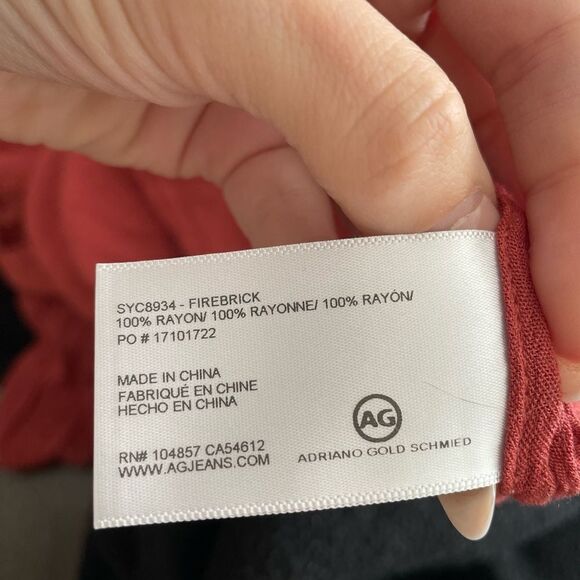 SYC8934 - FIREBRICK
100% RAYON/ 100% RAYONNE/ 100% RAYÓN/
PO # 17101722
MADE IN CHINA
FABRIQUÉ EN CHINE
HECHO EN CHINA
RN# 104857 CA54612
WWW.AGJEANS.COM
AG
ADRIANO GOLD SCHMIED